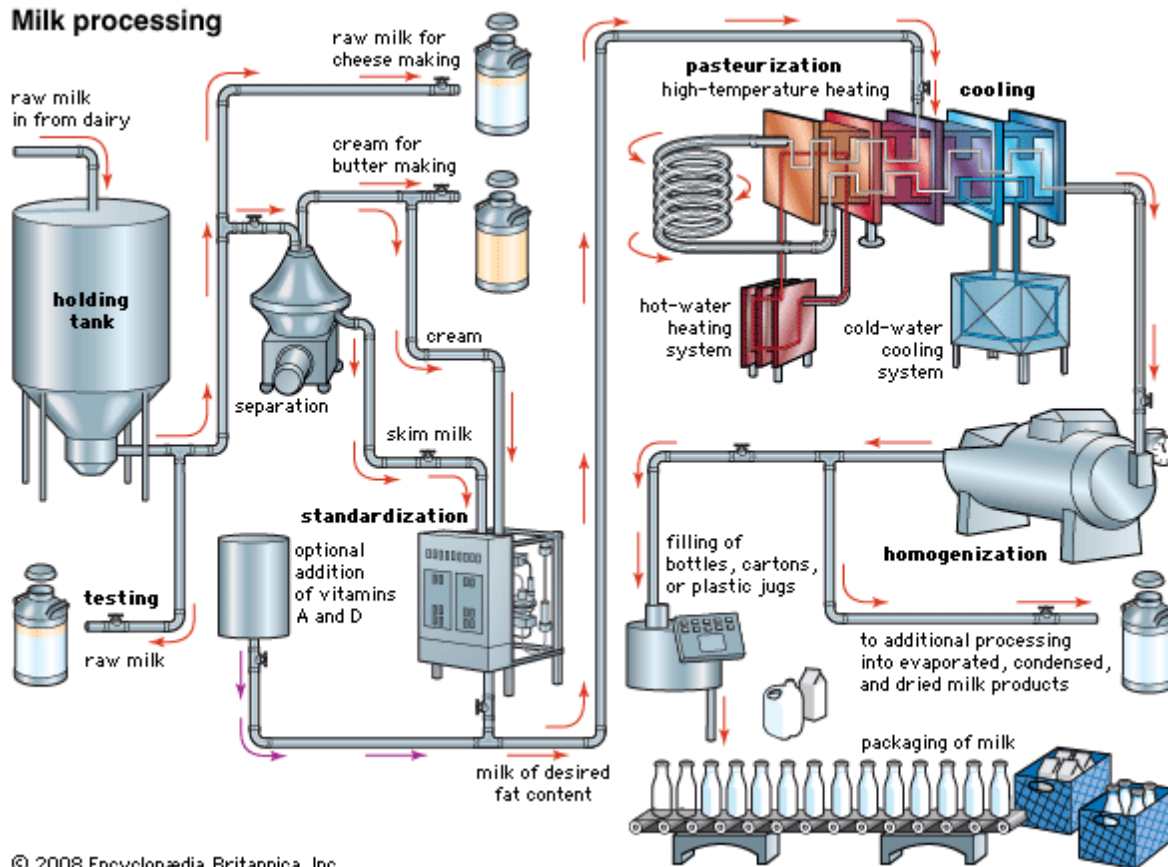 Milk processing
raw milk
in from dairy
holding
tank
testing
raw milk
raw milk for
cheese making
cream for
butter making
separation
cream
skim milk
standardization
optional
addition
of vitamins
A and D
milk of desired
fat content
pasteurization
high-temperature heating
cooling
hot-water
heating
system
cold-water
cooling
system
homogenization
filling of
bottles, cartons,
or plastic jugs
to additional processing
into evaporated, condensed,
and dried milk products
packaging of milk
© 2008 Encyclopædia Britannica, Inc.